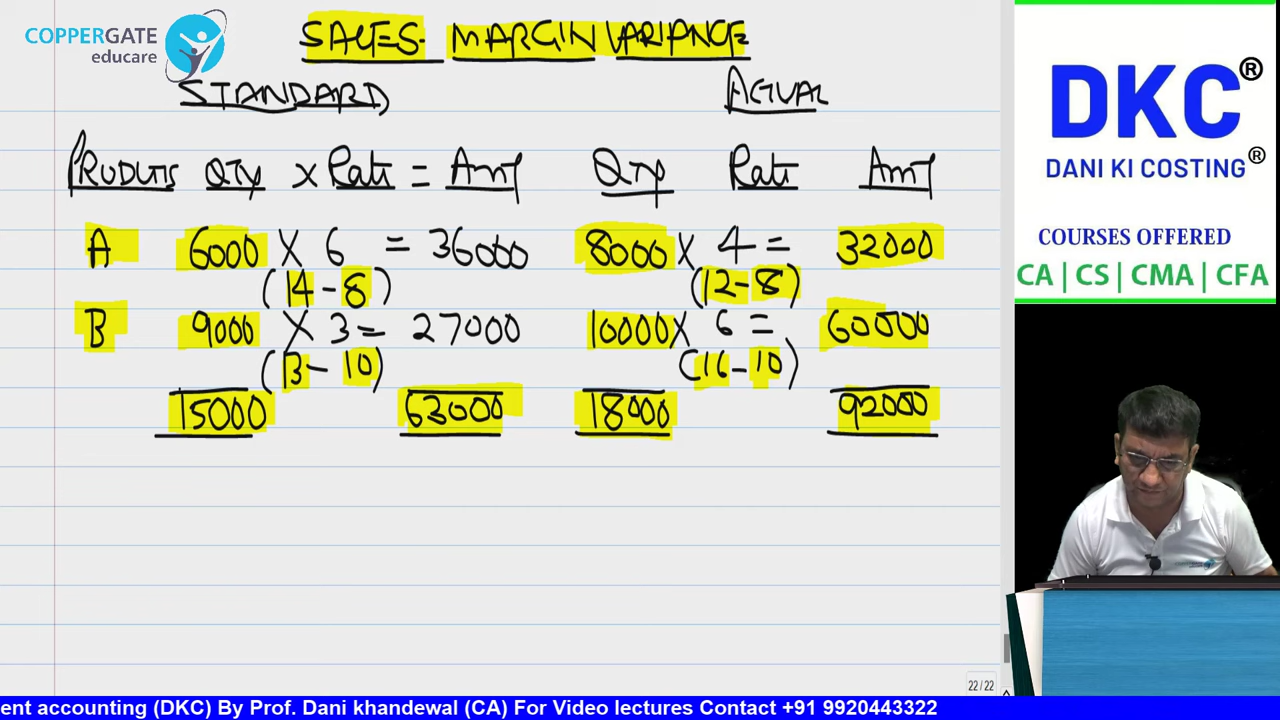 COPPERGATE
educare
SALES MARGIN VARIANCE
STANDARD ACTUAL
PRODUCTS QTY x Rate = Amt Qty Rate Amt
A 6000 X 6 = 36000 8000 X 4 = 32000
(14-8) (12-8)
B 9000 X 3 = 27000 10000 X 6 = 60000
(13-10) (16-10)
15000 63000 18000 92000
DKC®
DANI KI COSTING®
COURSES OFFERED
CA | CS | CMA | CFA
22/22
ent accounting (DKC) By Prof. Dani khandewal (CA) For Video lectures Contact +91 9920443322